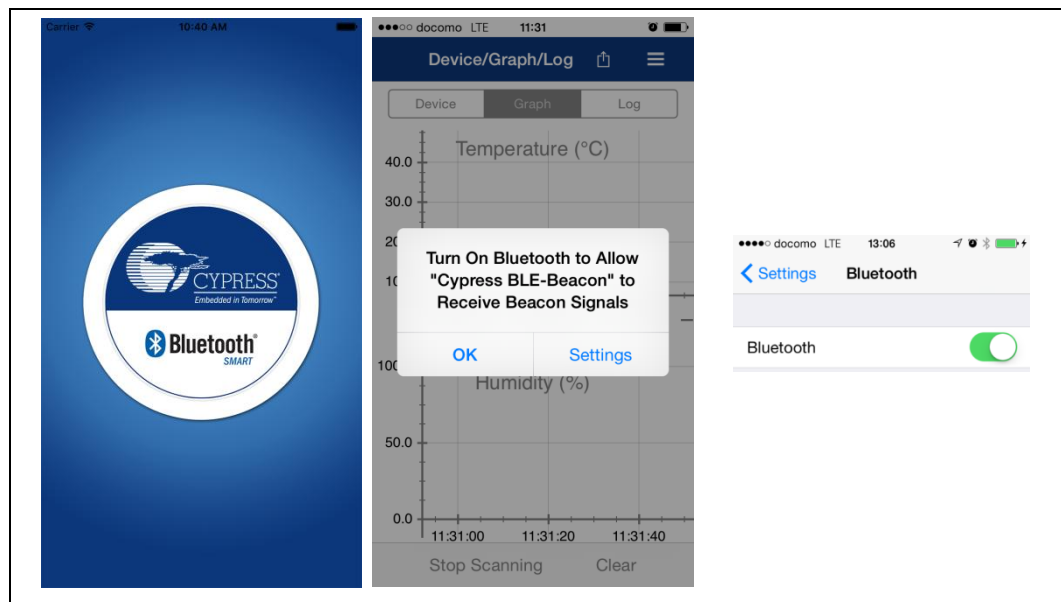 Carrier 10:40 AM
CYPRESS
Embedded in Tomorrow™
Bluetooth®
SMART
docomo LTE 11:31
Device/Graph/Log
Device Graph Log
Temperature (°C)
40.0
30.0
20
10
Turn On Bluetooth to Allow
"Cypress BLE-Beacon" to
Receive Beacon Signals
OK Settings
100
Humidity (%)
50.0
0.0
11:31:00 11:31:20 11:31:40
Stop Scanning Clear
docomo LTE 13:06
Settings Bluetooth
Bluetooth